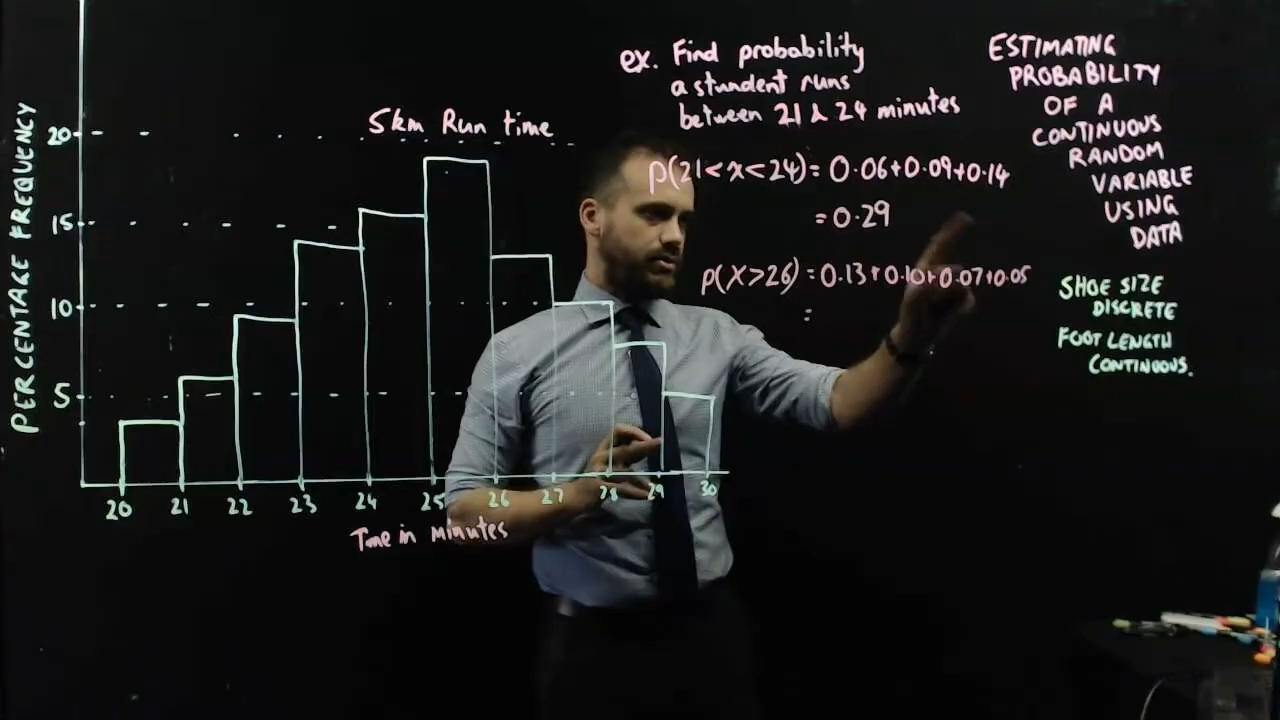 5km Run time
PERCENTAGE FREQUENCY
20
15
10
5
20 21 22 23 24 25 26 27 28 29 30
Time in Minutes
ex. Find probability
a stundent runs
between 21 & 24 minutes
p(21<x<24)= 0.06+0.09+0.14
= 0.29
p(X>26) = 0.13+0.10+0.07+0.05
=
ESTIMATING
PROBABILITY
OF A
CONTINUOUS
RANDOM
VARIABLE
USING
DATA
SHOE SIZE
DISCRETE
FOOT LENGTH
CONTINUOUS.